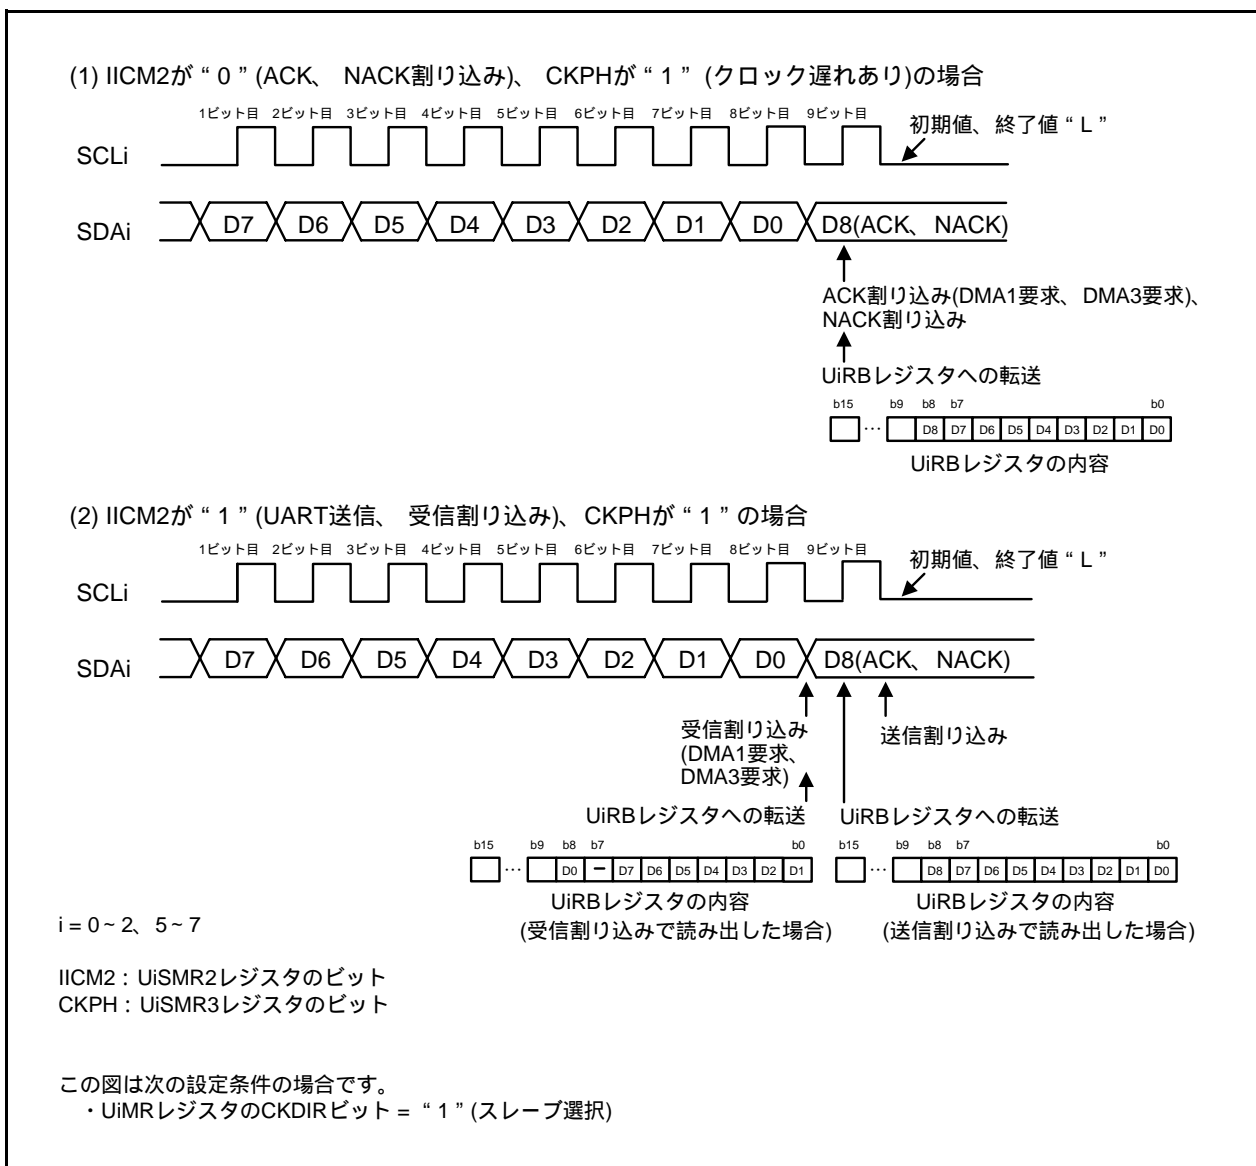 (1) IICM2が “ 0 ” (ACK、 NACK割り込み)、 CKPHが “ 1 ” (クロック遅れあり)の場合
1ビット目 2ビット目 3ビット目 4ビット目 5ビット目 6ビット目 7ビット目 8ビット目 9ビット目
初期値、終了値 “ L ”
SCLi
SDAi D7 D6 D5 D4 D3 D2 D1 D0 D8(ACK、 NACK)
ACK割り込み(DMA1要求、DMA3要求)、
NACK割り込み
UiRBレジスタへの転送
b15 b9 b8 b7 b0
… D8 D7 D6 D5 D4 D3 D2 D1 D0
UiRBレジスタの内容
(2) IICM2が “ 1 ” (UART送信、 受信割り込み)、CKPHが “ 1 ” の場合
1ビット目 2ビット目 3ビット目 4ビット目 5ビット目 6ビット目 7ビット目 8ビット目 9ビット目
初期値、終了値 “ L ”
SCLi
SDAi D7 D6 D5 D4 D3 D2 D1 D0 D8(ACK、 NACK)
受信割り込み
(DMA1要求、
DMA3要求)
送信割り込み
UiRBレジスタへの転送 UiRBレジスタへの転送
b15 b9 b8 b7 b0 b15 b9 b8 b7 b0
… D0 － D7 D6 D5 D4 D3 D2 D1 … D8 D7 D6 D5 D4 D3 D2 D1 D0
UiRBレジスタの内容 UiRBレジスタの内容
(受信割り込みで読み出した場合) (送信割り込みで読み出した場合)
i = 0~ 2、 5~ 7
IICM2 : UiSMR2レジスタのビット
CKPH : UiSMR3レジスタのビット
この図は次の設定条件の場合です。
・UiMRレジスタのCKDIRビット = “ 1 ” (スレーブ選択)